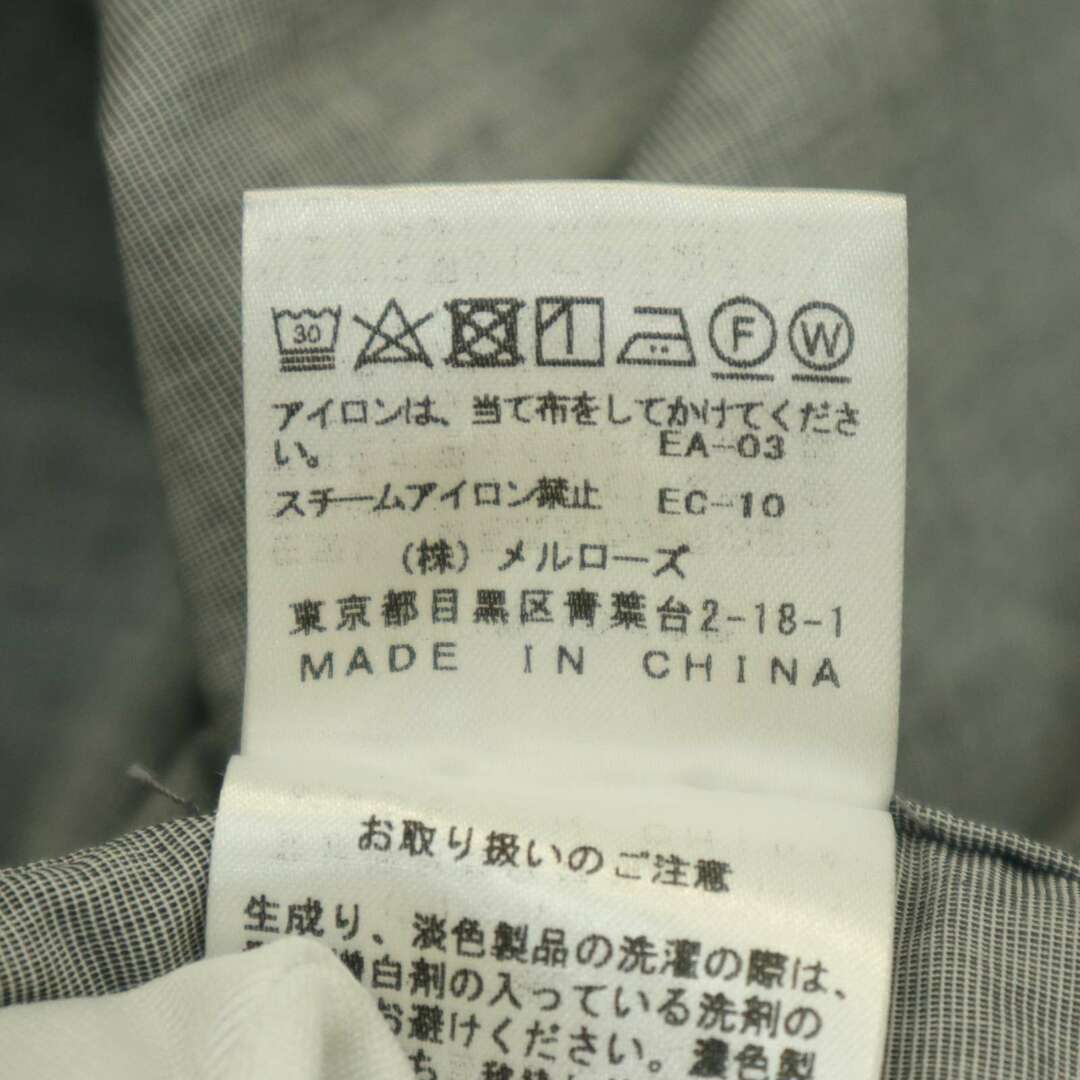 30 F W
アイロンは、当て布をしてかけてくださ
い。 EA-03
スチームアイロン禁止 EC-10
(株)メルローズ
東京都目黒区青葉台2-18-1
MADE IN CHINA
お取り扱いのご注意
生成り、淡色製品の洗濯の際は、
増白剤の入っている洗剤の
お避けください。濃色製